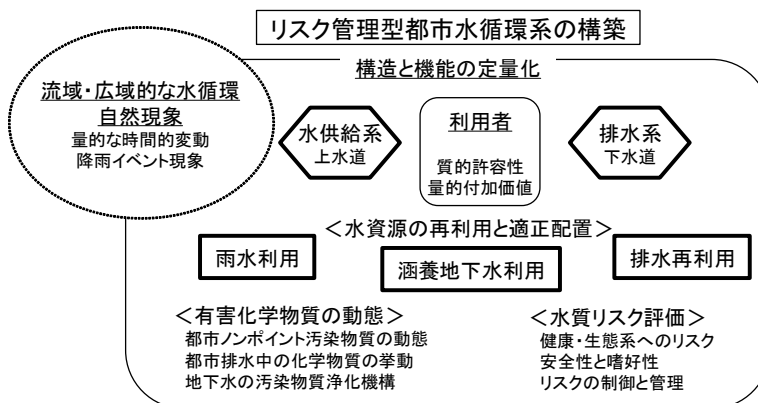 リスク管理型都市水循環系の構築
構造と機能の定量化
流域・広域的な水循環
自然現象
量的な時間的変動
降雨イベント現象
水供給系
上水道
利用者
質的許容性
量的付加価値
排水系
下水道
＜水資源の再利用と適正配置＞
雨水利用
涵養地下水利用
排水再利用
＜有害化学物質の動態＞
都市ノンポイント汚染物質の動態
都市排水中の化学物質の挙動
地下水の汚染物質浄化機構
＜水質リスク評価＞
健康・生態系へのリスク
安全性と嗜好性
リスクの制御と管理